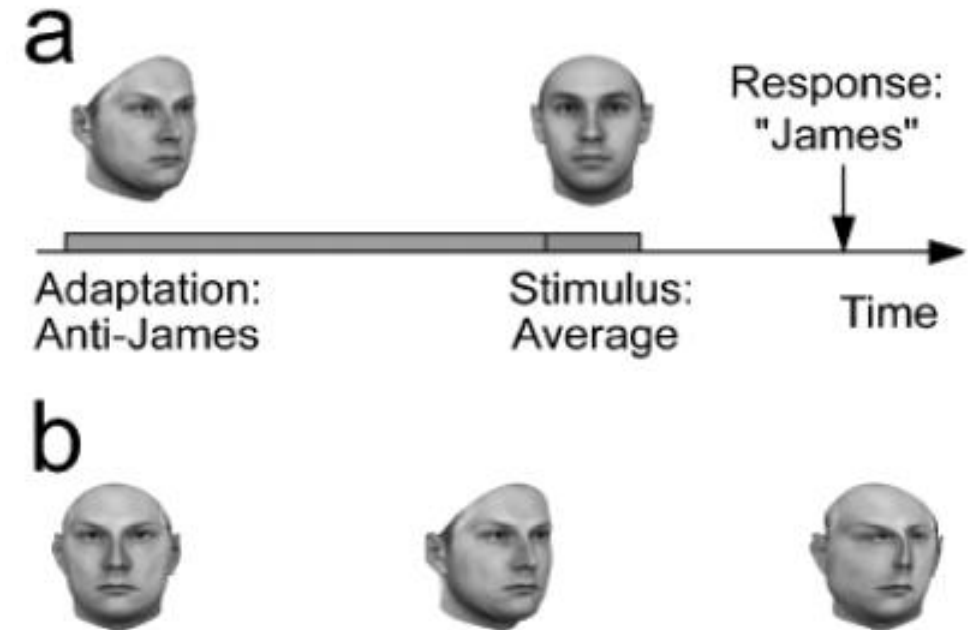 a
Response:
"James"
Adaptation:
Anti-James
Stimulus:
Average
Time
b